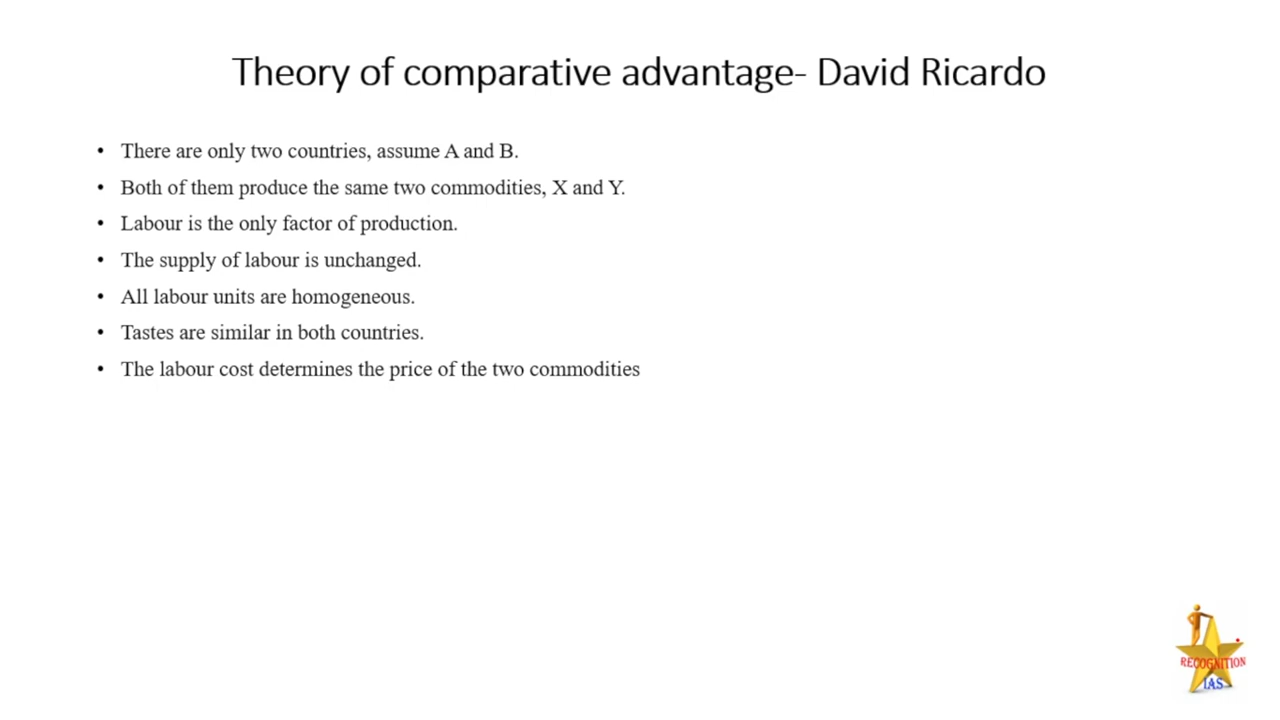 Theory of comparative advantage- David Ricardo
• There are only two countries, assume A and B.
• Both of them produce the same two commodities, X and Y.
• Labour is the only factor of production.
• The supply of labour is unchanged.
• All labour units are homogeneous.
• Tastes are similar in both countries.
• The labour cost determines the price of the two commodities
RECOGNITION
IAS